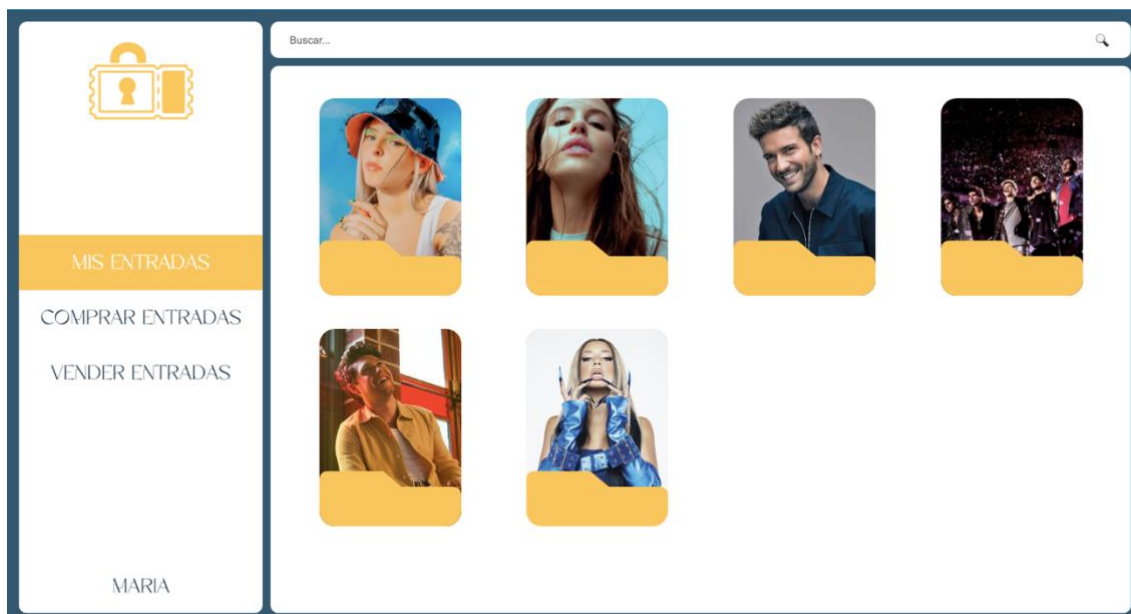 Buscar...
MIS ENTRADAS
COMPRAR ENTRADAS
VENDER ENTRADAS
MARIA